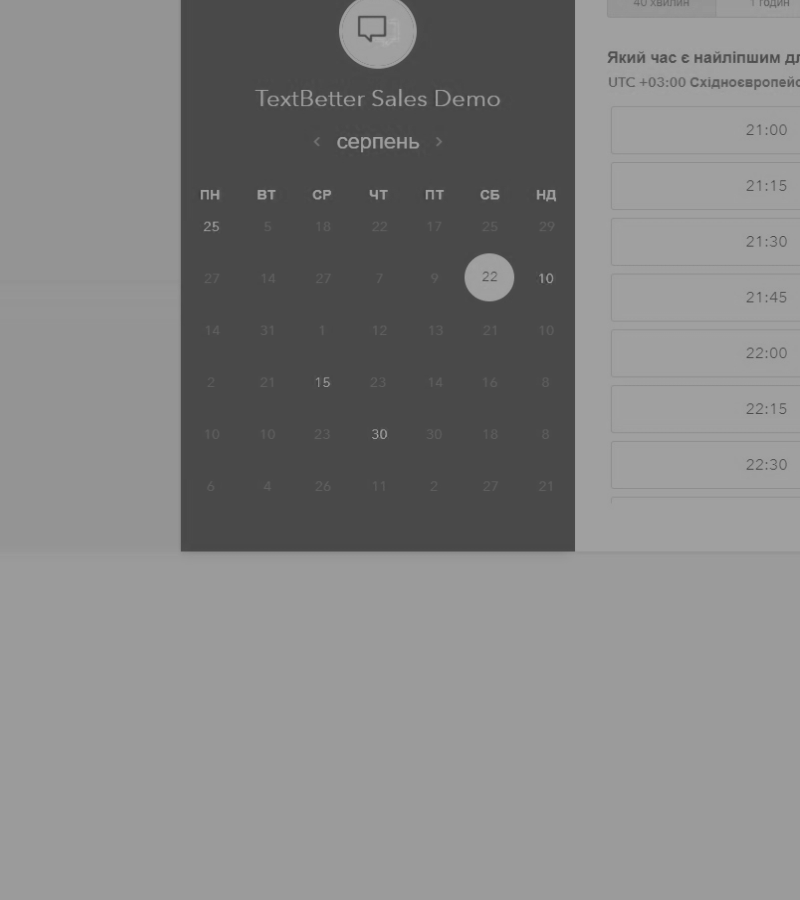 40 хвилин 1 годин
TextBetter Sales Demo
серпень
ПН ВТ СР ЧТ ПТ СБ НД
25 5 18 22 17 25 29
27 14 27 7 9 22 10
14 31 1 12 13 21 10
2 21 15 23 14 16 8
10 10 23 30 30 18 8
6 4 26 11 2 27 21
Який час є найліпшим дл
UTC +03:00 Східноєвропейс
21:00
21:15
21:30
21:45
22:00
22:15
22:30